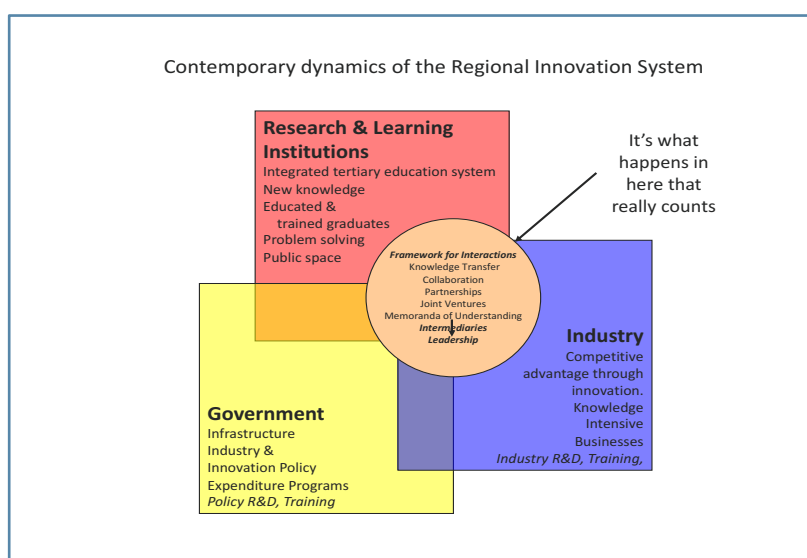 Contemporary dynamics of the Regional Innovation System
Research & Learning
Institutions
Integrated tertiary education system
New knowledge
Educated &
trained graduates
Problem solving
Public space
It's what
happens in
here that
really counts
Framework for Interactions
Knowledge Transfer
Collaboration
Partnerships
Joint Ventures
Memoranda of Understanding
Intermediaries
Leadership
Industry
Competitive
advantage through
innovation.
Knowledge
Intensive
Businesses
Industry R&D, Training,
Government
Infrastructure
Industry &
Innovation Policy
Expenditure Programs
Policy R&D, Training